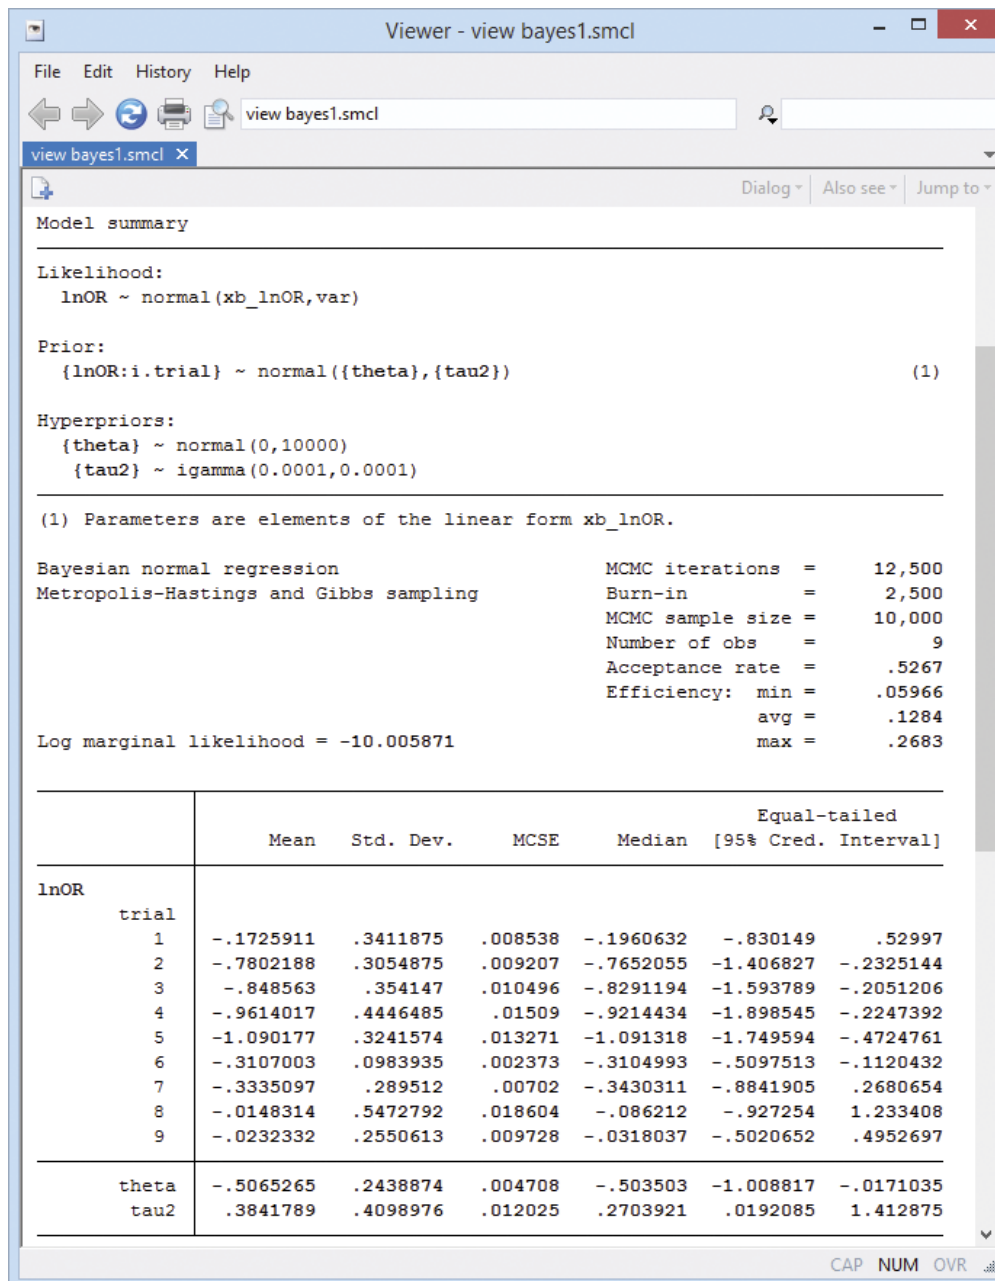 Viewer - view bayes1.smcl
File Edit History Help
view bayes1.smcl
view bayes1.smcl
Dialog Also see Jump to
Model summary
Likelihood:
lnOR ~ normal(xb_lnOR,var)
Prior:
{lnOR:i.trial} ~ normal({theta},{tau2}) (1)
Hyperpriors:
{theta} ~ normal(0,10000)
{tau2} ~ igamma(0.0001,0.0001)
(1) Parameters are elements of the linear form xb_lnOR.
Bayesian normal regression MCMC iterations = 12,500
Metropolis-Hastings and Gibbs sampling Burn-in = 2,500
MCMC sample size = 10,000
Number of obs = 9
Acceptance rate = .5267
Efficiency: min = .05966
avg = .1284
Log marginal likelihood = -10.005871 max = .2683
Equal-tailed
Mean Std. Dev. MCSE Median [95% Cred. Interval]
lnOR
trial
1 -.1725911 .3411875 .008538 -.1960632 -.830149 .52997
2 -.7802188 .3054875 .009207 -.7652055 -1.406827 -.2325144
3 -.848563 .354147 .010496 -.8291194 -1.593789 -.2051206
4 -.9614017 .4446485 .01509 -.9214434 -1.898545 -.2247392
5 -1.090177 .3241574 .013271 -1.091318 -1.749594 -.4724761
6 -.3107003 .0983935 .002373 -.3104993 -.5097513 -.1120432
7 -.3335097 .289512 .00702 -.3430311 -.8841905 .2680654
8 -.0148314 .5472792 .018604 -.086212 -.927254 1.233408
9 -.0232332 .2550613 .009728 -.0318037 -.5020652 .4952697
theta -.5065265 .2438874 .004708 -.503503 -1.008817 -.0171035
tau2 .3841789 .4098976 .012025 .2703921 .0192085 1.412875
CAP NUM OVR